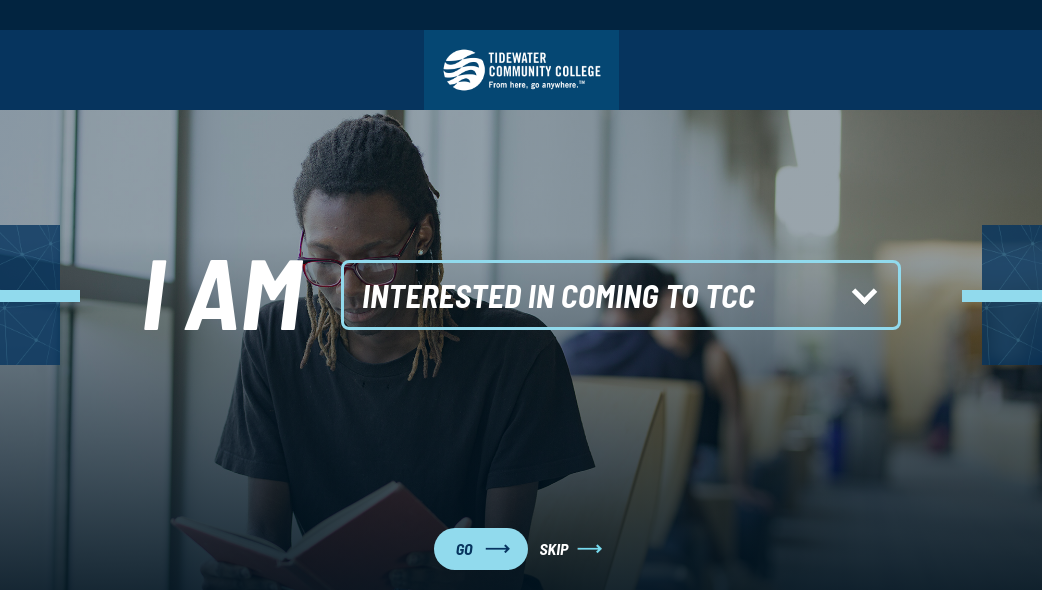 TIDEWATER
COMMUNITY COLLEGE
From here, go anywhere.™
I AM
INTERESTED IN COMING TO TCC
GO
SKIP